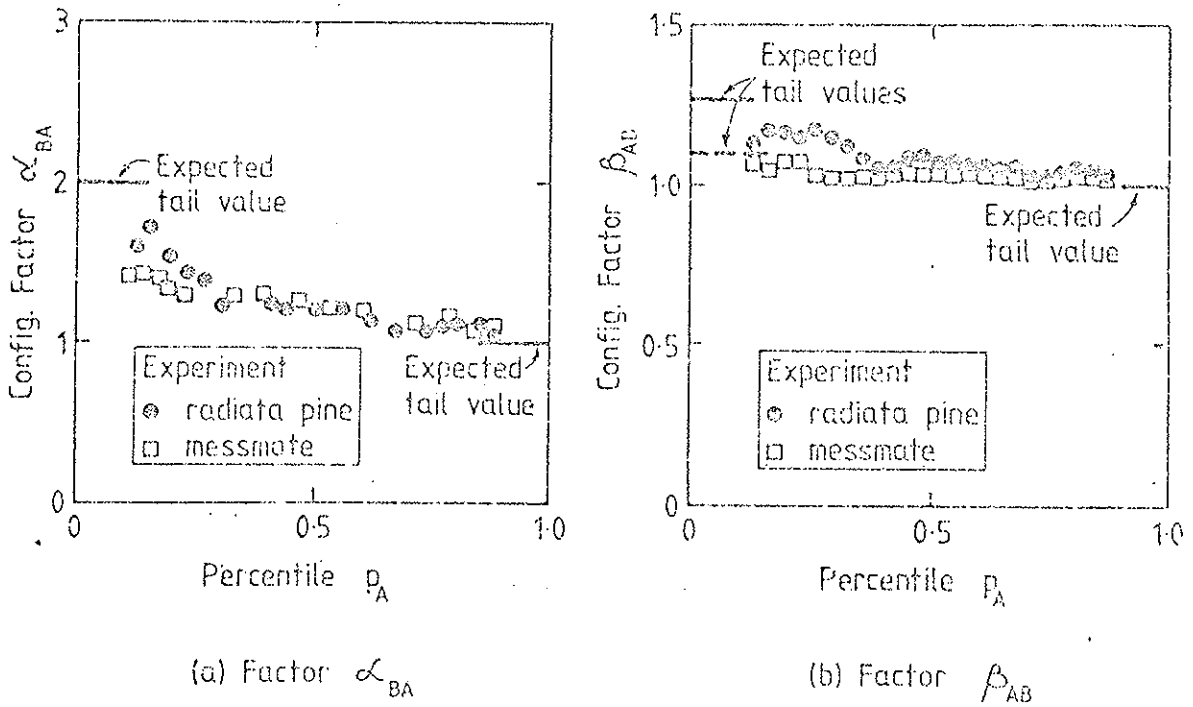 3
2
1
0
0
0·5
1·0
Config. Factor α_BA
Expected
tail value
Expected
tail value
Experiment
radiata pine
messmate
Percentile p_A
(a) Factor α_BA
1·5
1·0
0·5
0
0
0·5
1·0
Config. Factor β_AB
Expected
tail values
Expected
tail value
Experiment
radiata pine
messmate
Percentile p_A
(b) Factor β_AB